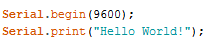 Serial.begin(9600);
Serial.print("Hello World!");